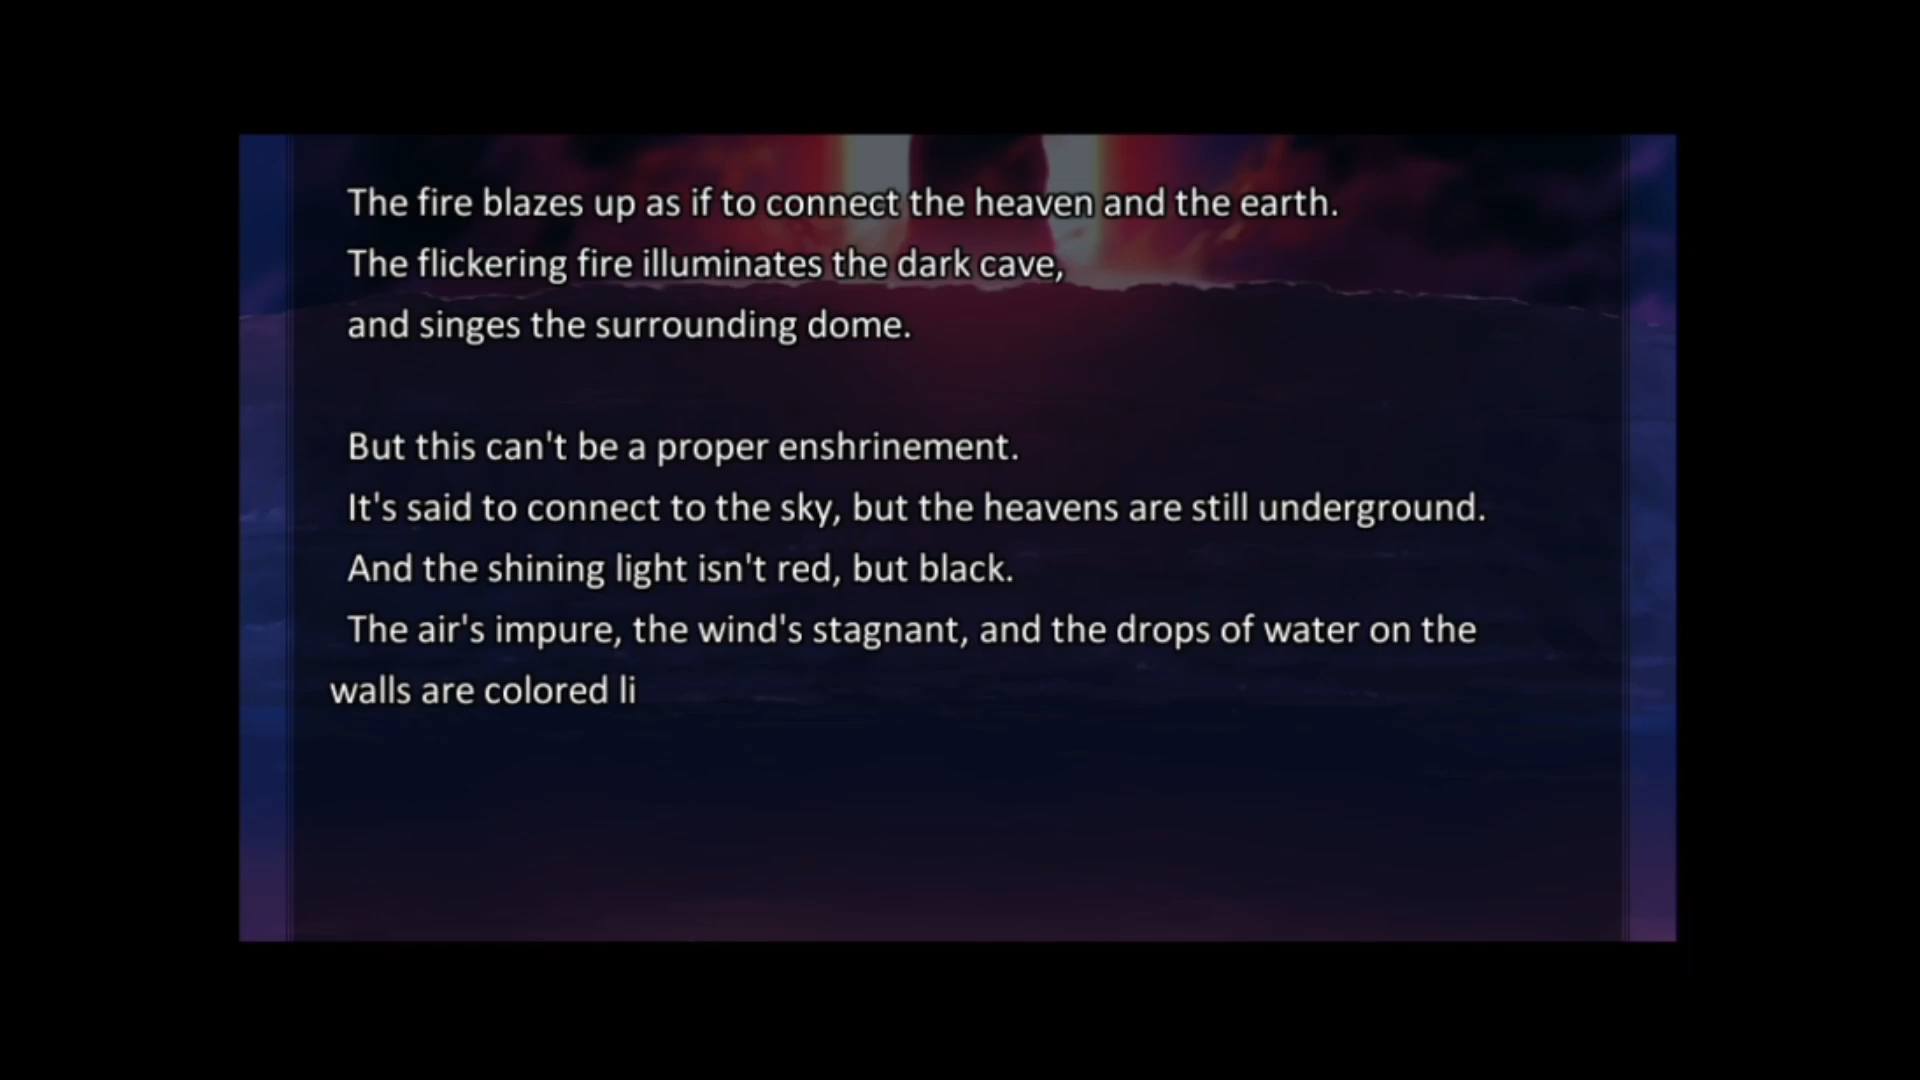 The fire blazes up as if to connect the heaven and the earth.
The flickering fire illuminates the dark cave,
and singes the surrounding dome.
But this can't be a proper enshrinement.
It's said to connect to the sky, but the heavens are still underground.
And the shining light isn't red, but black.
The air's impure, the wind's stagnant, and the drops of water on the
walls are colored li